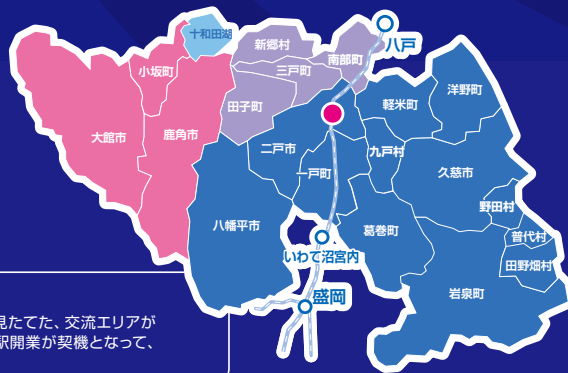 十和田湖
八戸
新郷村
南部町
三戸町
小坂町
洋野町
田子町
軽米町
大館市
鹿角市
二戸市
九戸村
一戸町
久慈市
野田村
八幡平市
葛巻町
普代村
いわて沼宮内
田野畑村
盛岡
岩泉町
見たてた、交流エリアが
駅開業が契機となって、